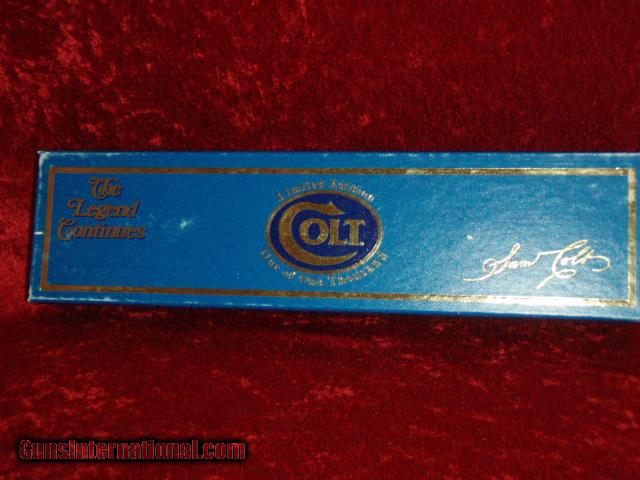 The
Legend
Continues
Limited Edition
COLT
One of One Thousand
Sam Colt
GunsInternational.com